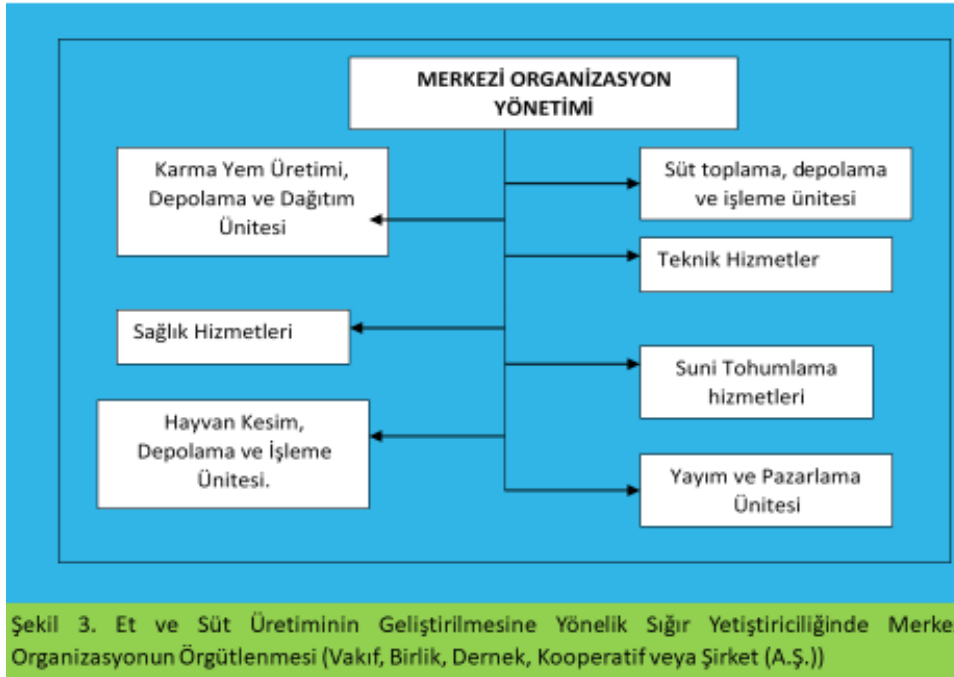 MERKEZİ ORGANİZASYON
YÖNETİMİ
Karma Yem Üretimi,
Depolama ve Dağıtım
Ünitesi
Süt toplama, depolama
ve işleme ünitesi
Teknik Hizmetler
Sağlık Hizmetleri
Suni Tohumlama
hizmetleri
Hayvan Kesim,
Depolama ve İşleme
Ünitesi.
Yayım ve Pazarlama
Ünitesi
Şekil 3. Et ve Süt Üretiminin Geliştirilmesine Yönelik Sığır Yetiştiriciliğinde Merke
Organizasyonun Örgütlenmesi (Vakıf, Birlik, Dernek, Kooperatif veya Şirket (A.Ş.))